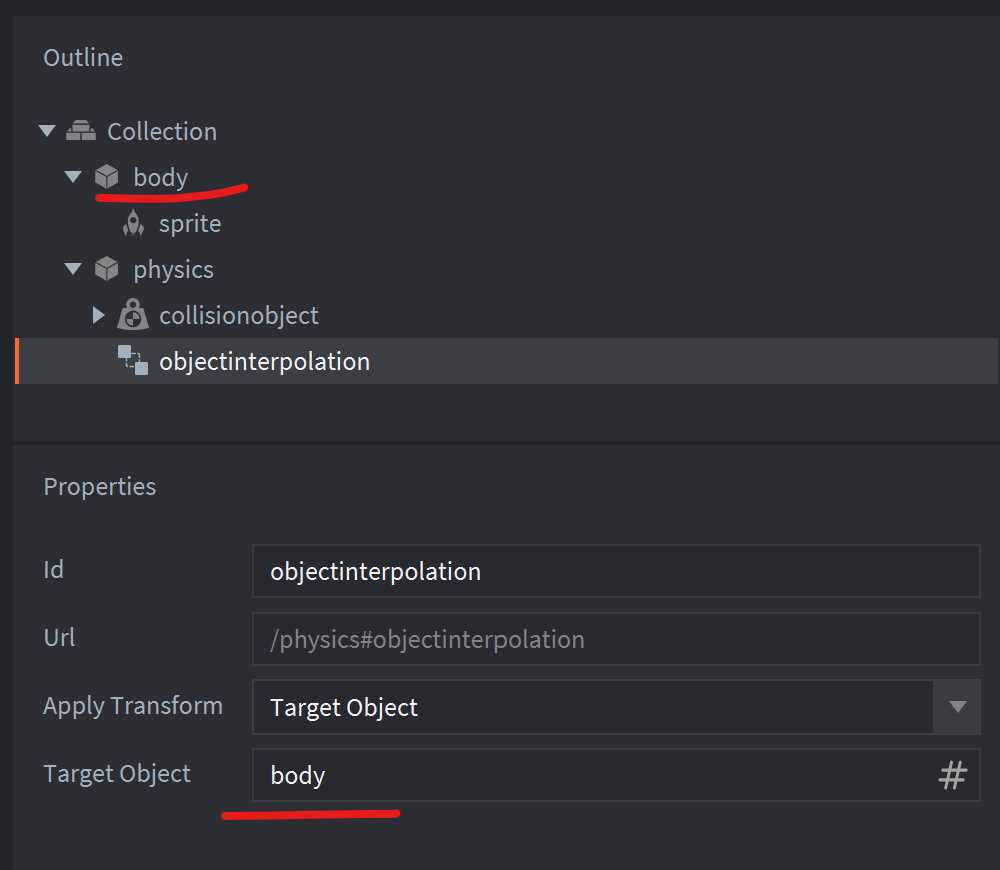 Outline
Collection
body
sprite
physics
collisionobject
objectinterpolation
Properties
Id objectinterpolation
Url /physics#objectinterpolation
Apply Transform Target Object
Target Object body #